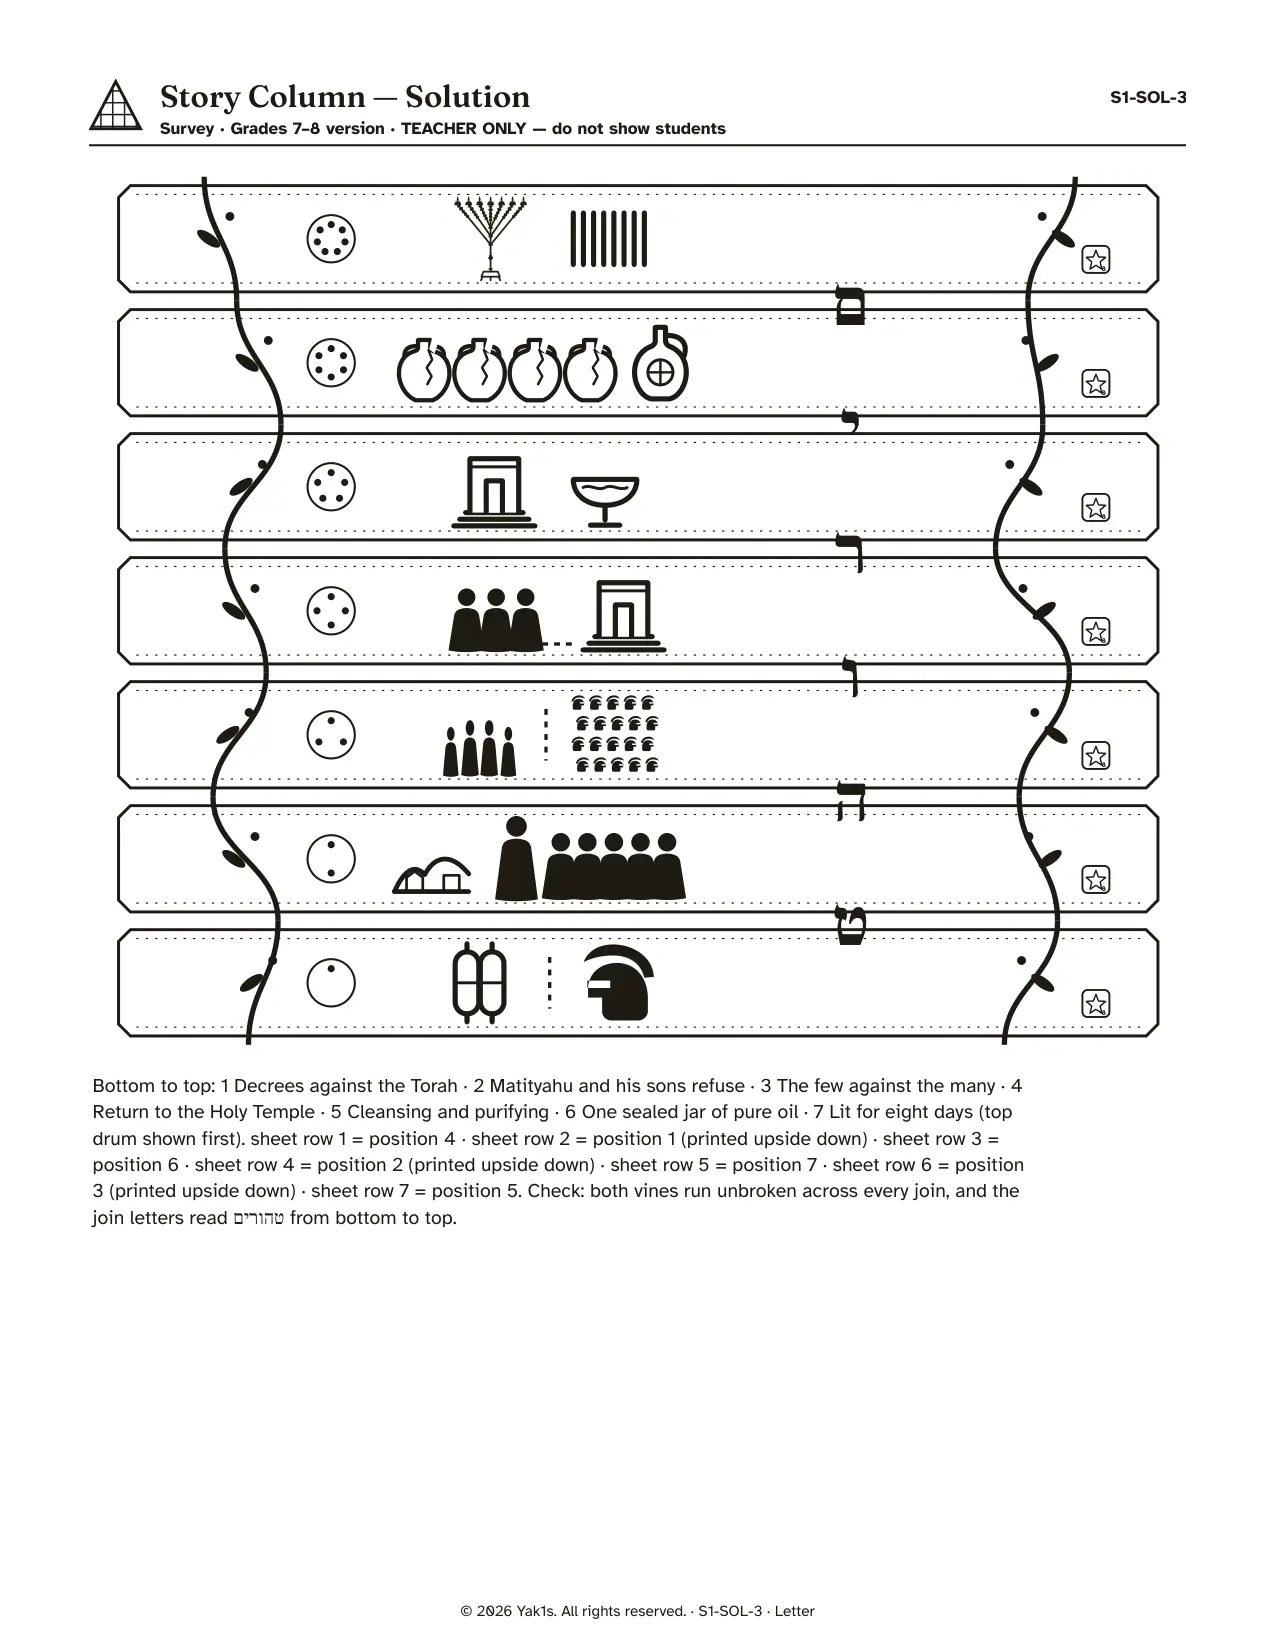 Story Column — Solution
S1-SOL-3
Survey · Grades 7–8 version · TEACHER ONLY — do not show students
ם
י
ר
ו
ה
ט
Bottom to top: 1 Decrees against the Torah · 2 Matityahu and his sons refuse · 3 The few against the many · 4
Return to the Holy Temple · 5 Cleansing and purifying · 6 One sealed jar of pure oil · 7 Lit for eight days (top
drum shown first). sheet row 1 = position 4 · sheet row 2 = position 1 (printed upside down) · sheet row 3 =
position 6 · sheet row 4 = position 2 (printed upside down) · sheet row 5 = position 7 · sheet row 6 = position
3 (printed upside down) · sheet row 7 = position 5. Check: both vines run unbroken across every join, and the
join letters read טהורים from bottom to top.
© 2026 Yak1s. All rights reserved. · S1-SOL-3 · Letter